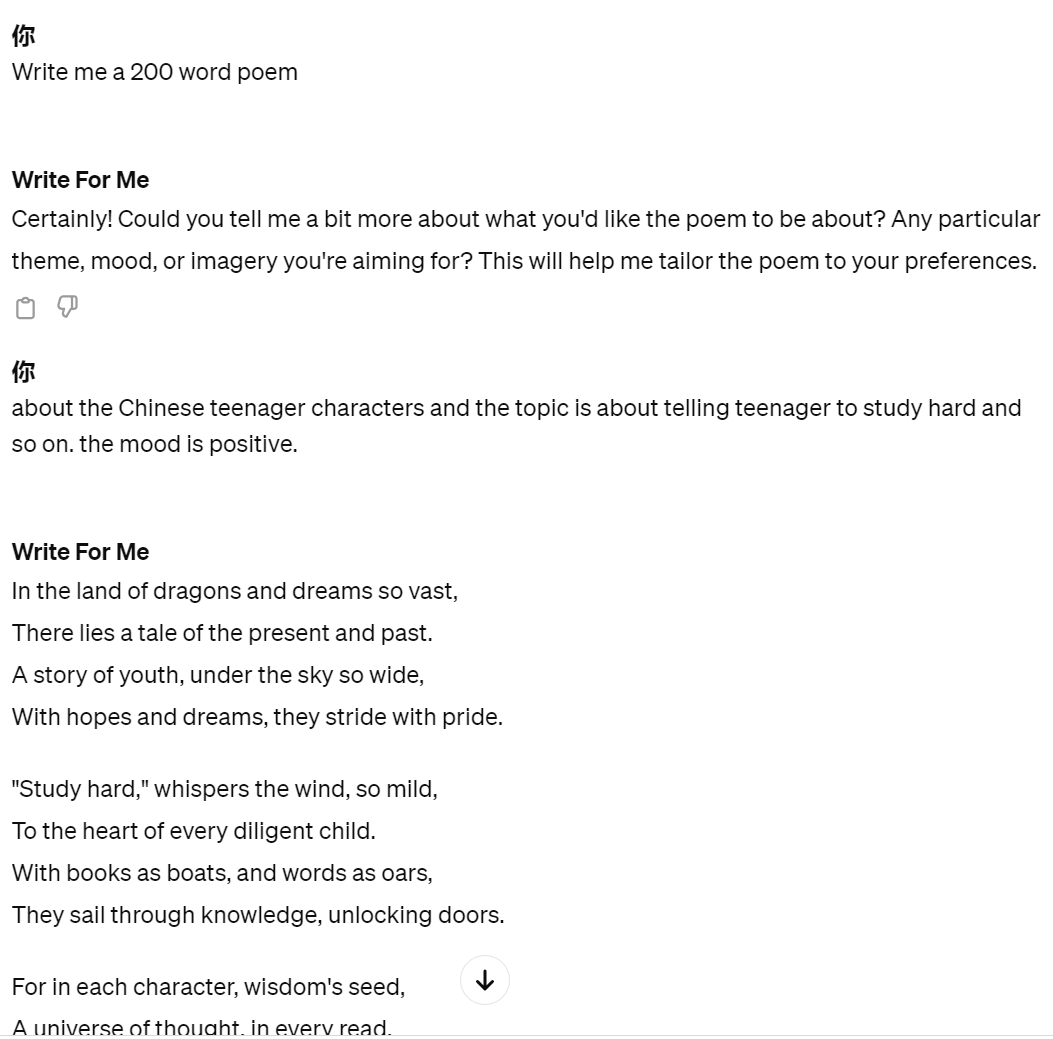 你
Write me a 200 word poem
Write For Me
Certainly! Could you tell me a bit more about what you'd like the poem to be about? Any particular
theme, mood, or imagery you're aiming for? This will help me tailor the poem to your preferences.
你
about the Chinese teenager characters and the topic is about telling teenager to study hard and
so on. the mood is positive.
Write For Me
In the land of dragons and dreams so vast,
There lies a tale of the present and past.
A story of youth, under the sky so wide,
With hopes and dreams, they stride with pride.
"Study hard," whispers the wind, so mild,
To the heart of every diligent child.
With books as boats, and words as oars,
They sail through knowledge, unlocking doors.
For in each character, wisdom's seed,
A universe of thought, in every read.